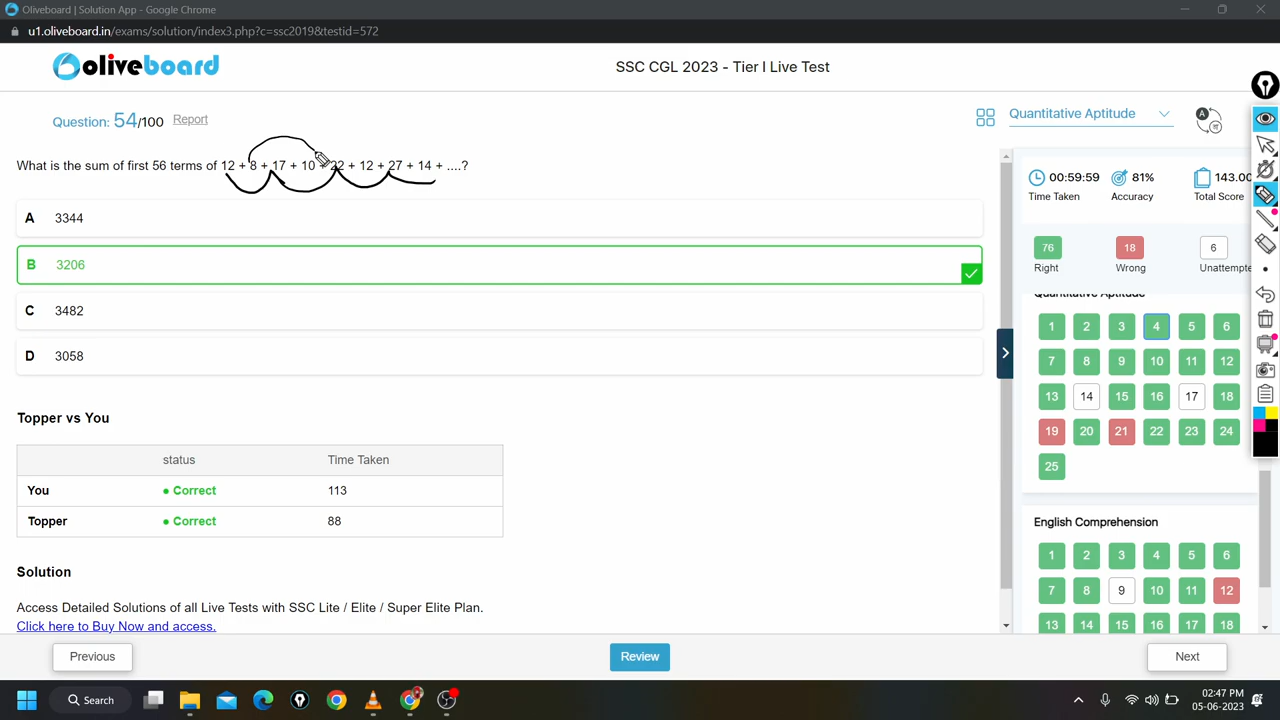 Oliveboard | Solution App - Google Chrome
u1.oliveboard.in/exams/solution/index3.php?c=ssc2019&testid=572
oliveboard
SSC CGL 2023 - Tier I Live Test
Question: 54/100 Report
Quantitative Aptitude
A
What is the sum of first 56 terms of 12 + 8 + 17 + 10 + 22 + 12 + 27 + 14 + ....?
A 3344
B 3206
C 3482
D 3058
00:59:59
Time Taken
81%
Accuracy
143.00
Total Score
76
Right
18
Wrong
6
Unattempte
Quantitative Aptitude
1 2 3 4 5 6
7 8 9 10 11 12
13 14 15 16 17 18
19 20 21 22 23 24
25
English Comprehension
1 2 3 4 5 6
7 8 9 10 11 12
13 14 15 16 17 18
Topper vs You
status Time Taken
You Correct 113
Topper Correct 88
Solution
Access Detailed Solutions of all Live Tests with SSC Lite / Elite / Super Elite Plan.
Click here to Buy Now and access.
Previous
Review
Next
Search
02:47 PM
05-06-2023